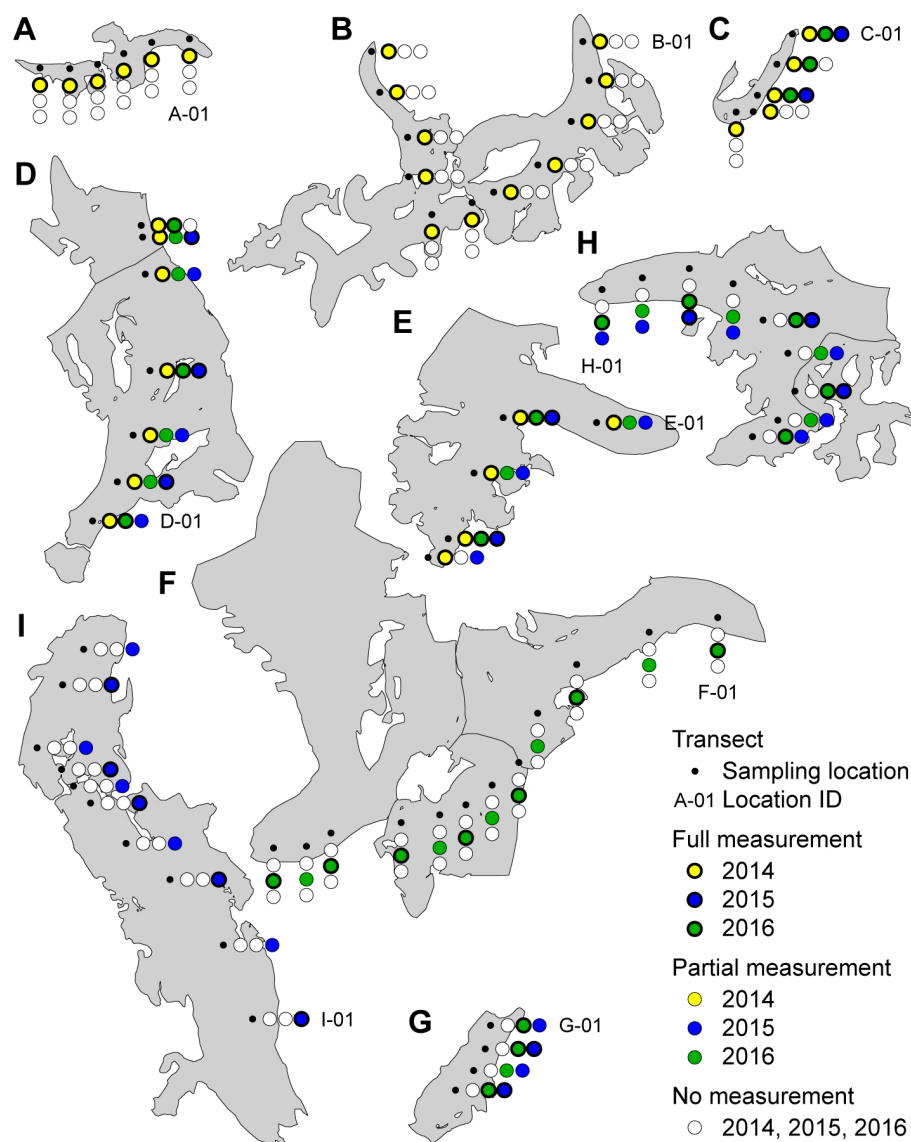 A
B
C
B-01
C-01
A-01
D
H
E
H-01
E-01
D-01
F
I
F-01
Transect
Sampling location
A-01 Location ID
Full measurement
2014
2015
2016
Partial measurement
2014
2015
2016
No measurement
2014, 2015, 2016
I-01
G
G-01